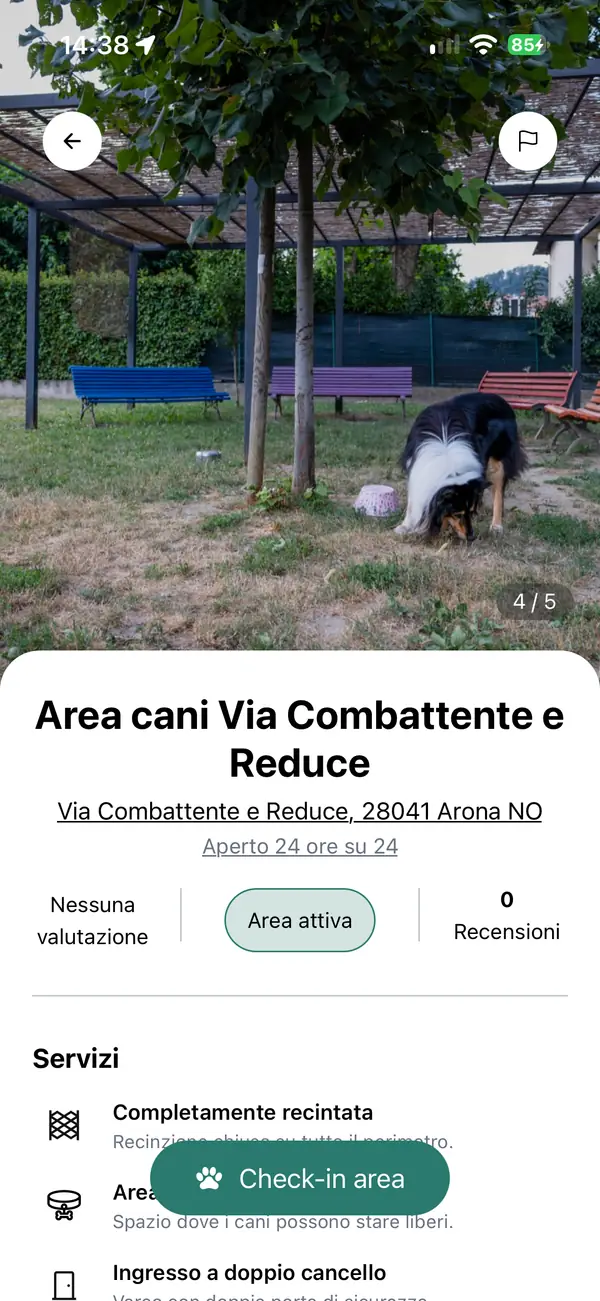 14:38
85
4 / 5
Area cani Via Combattente e
Reduce
Via Combattente e Reduce, 28041 Arona NO
Aperto 24 ore su 24
Nessuna
valutazione
Area attiva
0
Recensioni
Servizi
Completamente recintata
Recinzione chiusa su tutto il perimetro.
Check-in area
Area
Spazio dove i cani possono stare liberi.
Ingresso a doppio cancello